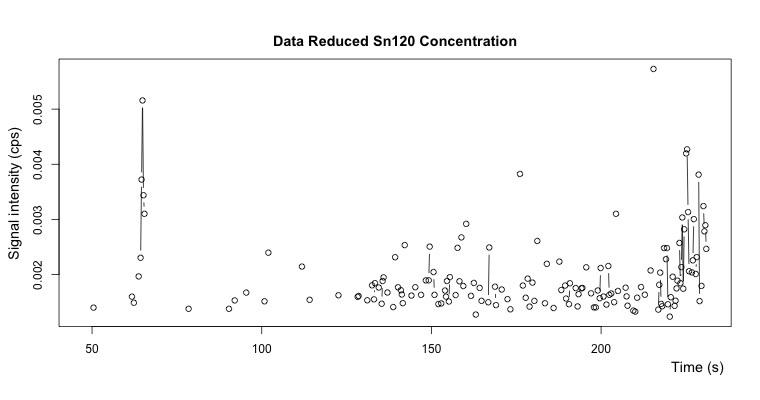 Data Reduced Sn120 Concentration
Signal intensity (cps)
0.005
0.004
0.003
0.002
50 100 150 200
Time (s)